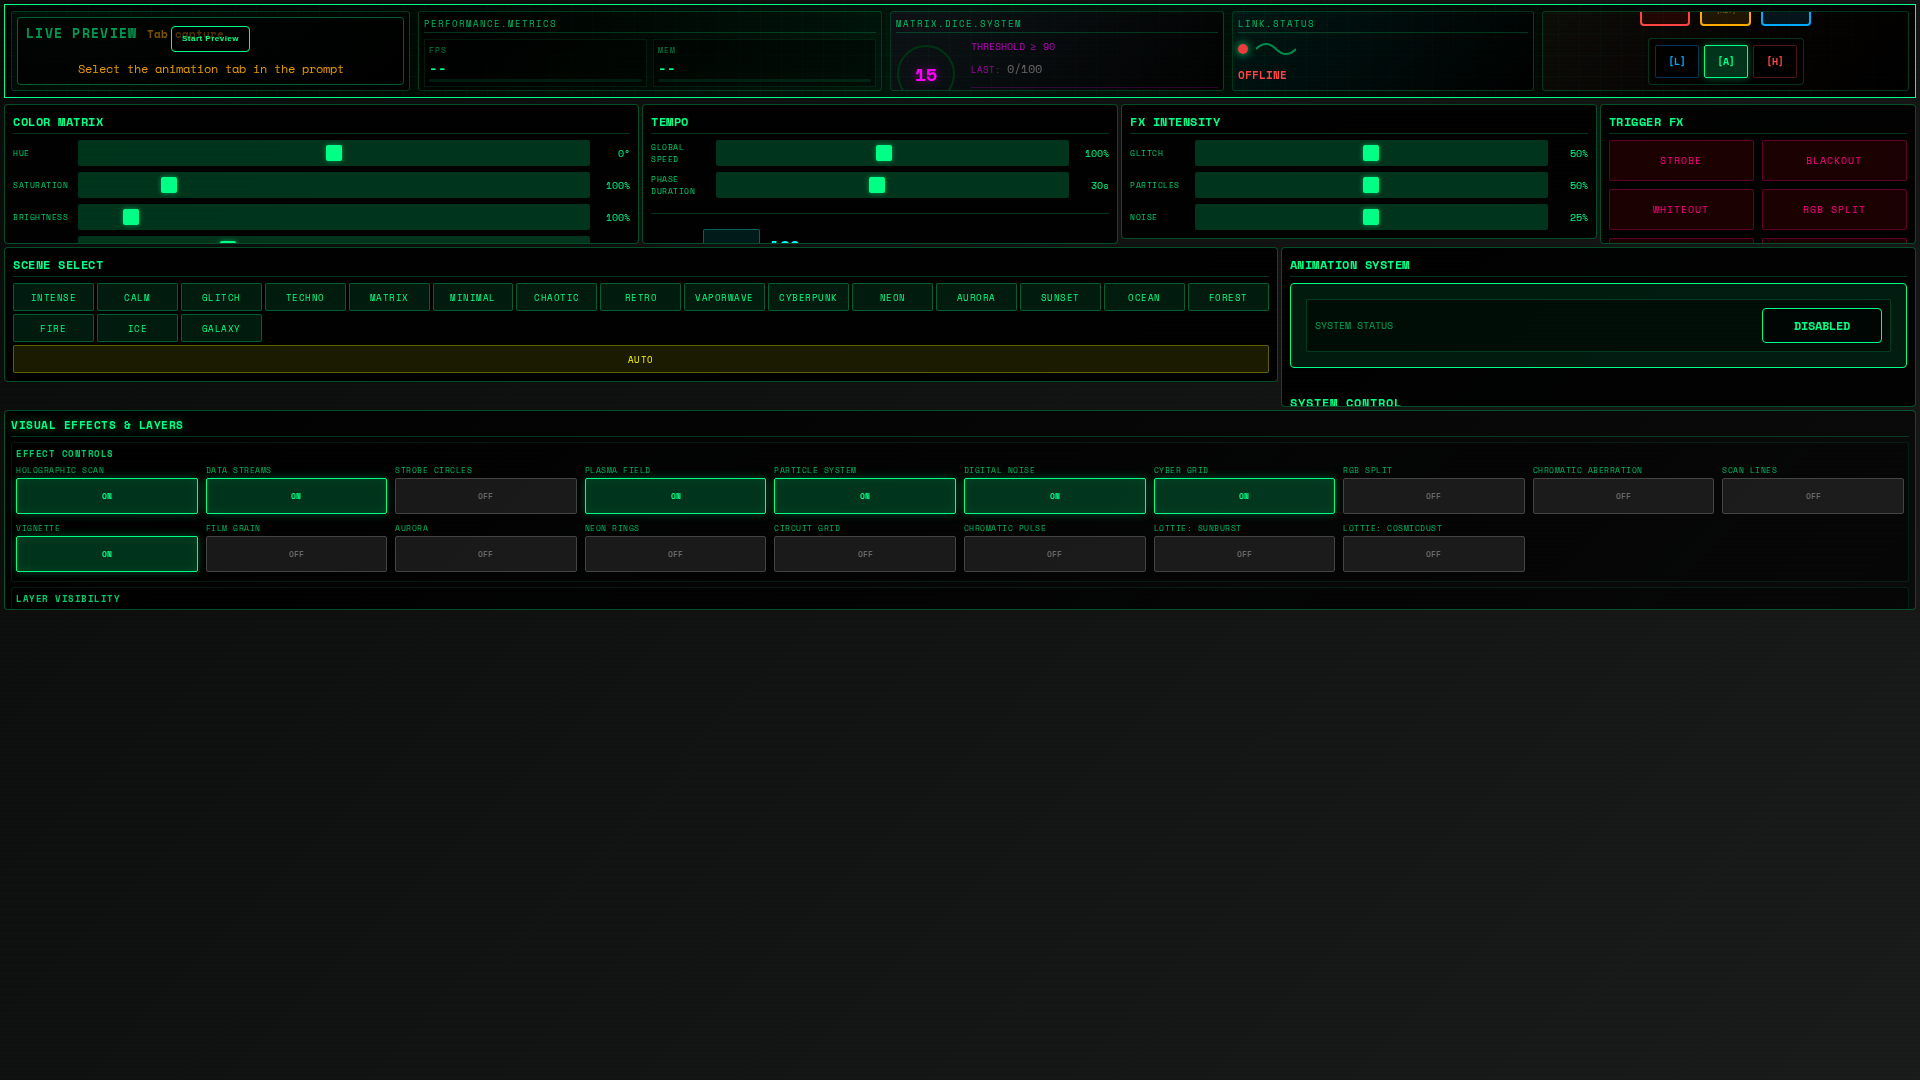 LIVE PREVIEW Tab capture
Start Preview
Select the animation tab in the prompt
PERFORMANCE.METRICS
FPS
--
MEM
--
MATRIX.DICE.SYSTEM
15
THRESHOLD ≥ 90
LAST: 0/100
LINK.STATUS
OFFLINE
[L] [A] [H]
COLOR MATRIX
HUE 0°
SATURATION 100%
BRIGHTNESS 100%
TEMPO
GLOBAL SPEED 100%
PHASE DURATION 30s
FX INTENSITY
GLITCH 50%
PARTICLES 50%
NOISE 25%
TRIGGER FX
STROBE BLACKOUT
WHITEOUT RGB SPLIT
SCENE SELECT
INTENSE CALM GLITCH TECHNO MATRIX MINIMAL CHAOTIC RETRO VAPORWAVE CYBERPUNK NEON AURORA SUNSET OCEAN FOREST
FIRE ICE GALAXY
AUTO
ANIMATION SYSTEM
SYSTEM STATUS DISABLED
SYSTEM CONTROL
VISUAL EFFECTS & LAYERS
EFFECT CONTROLS
HOLOGRAPHIC SCAN DATA STREAMS STROBE CIRCLES PLASMA FIELD PARTICLE SYSTEM DIGITAL NOISE CYBER GRID RGB SPLIT CHROMATIC ABERRATION SCAN LINES
ON ON OFF ON ON ON ON OFF OFF OFF
VIGNETTE FILM GRAIN AURORA NEON RINGS CIRCUIT GRID CHROMATIC PULSE LOTTIE: SUNBURST LOTTIE: COSMICDUST
ON OFF OFF OFF OFF OFF OFF OFF
LAYER VISIBILITY